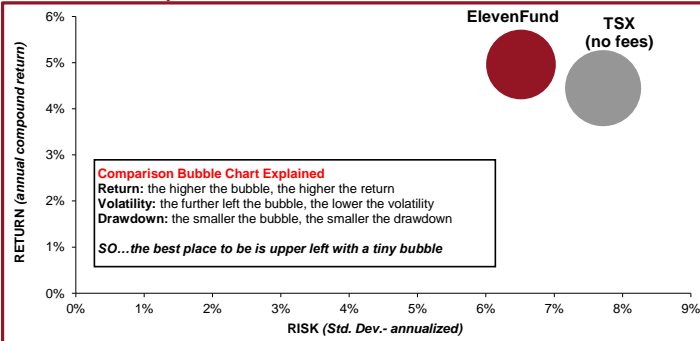 ElevenFund
TSX
(no fees)
6%
5%
4%
3%
2%
1%
0%
RETURN (annual compound return)
Comparison Bubble Chart Explained
Return: the higher the bubble, the higher the return
Volatility: the further left the bubble, the lower the volatility
Drawdown: the smaller the bubble, the smaller the drawdown
SO…the best place to be is upper left with a tiny bubble
0% 1% 2% 3% 4% 5% 6% 7% 8% 9%
RISK (Std. Dev.- annualized)